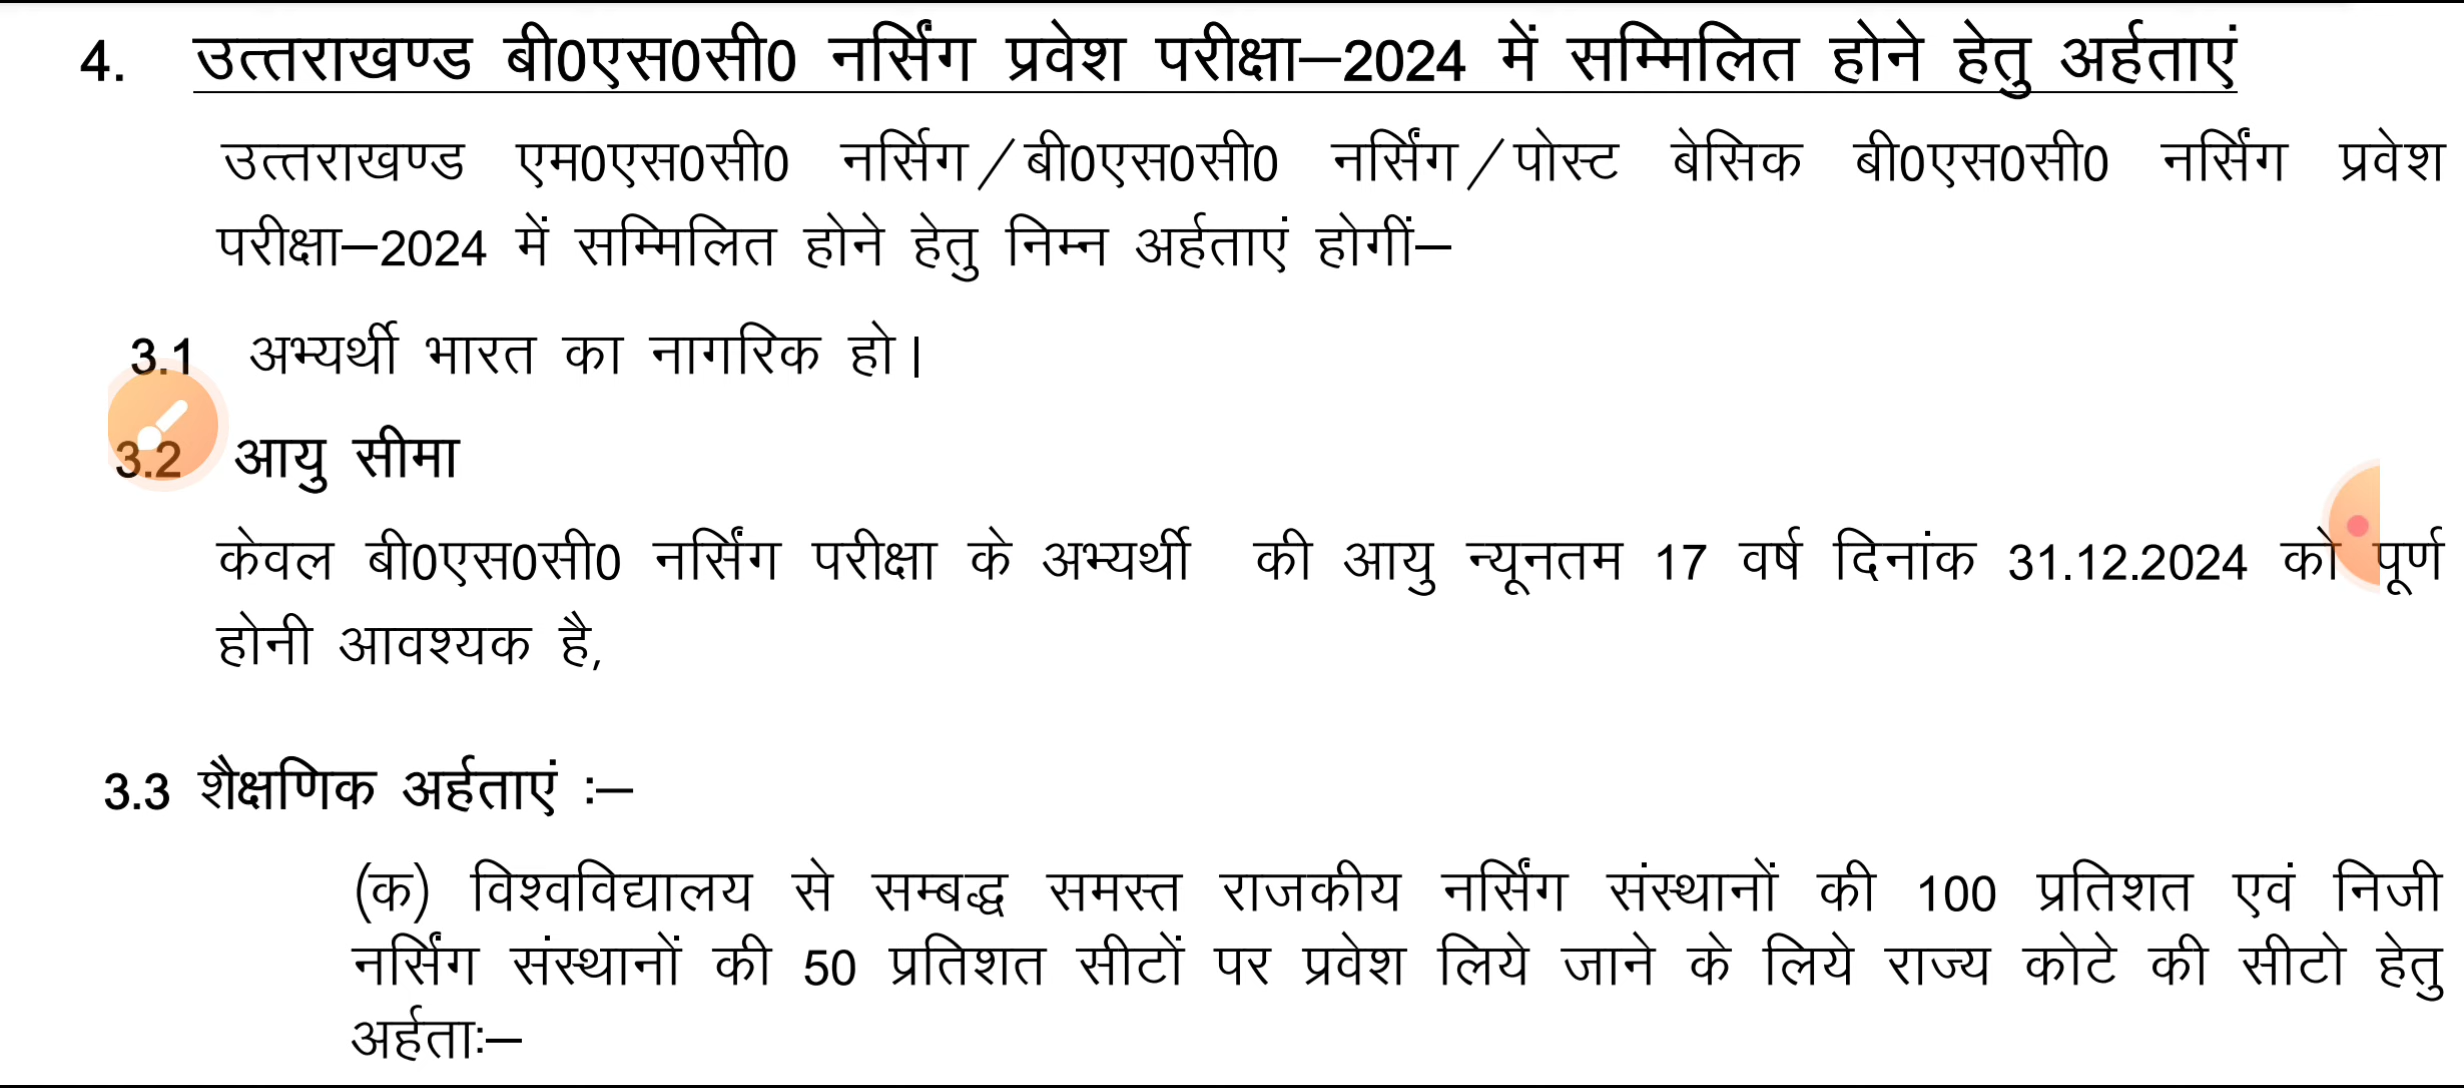 4. उत्तराखण्ड बी0एस0सी0 नर्सिंग प्रवेश परीक्षा–2024 में सम्मिलित होने हेतु अर्हताएं
उत्तराखण्ड एम0एस0सी0 नर्सिग/बी0एस0सी0 नर्सिंग/पोस्ट बेसिक बी0एस0सी0 नर्सिंग प्रवेश
परीक्षा–2024 में सम्मिलित होने हेतु निम्न अर्हताएं होगीं–
3.1 अभ्यर्थी भारत का नागरिक हो।
3.2 आयु सीमा
केवल बी0एस0सी0 नर्सिंग परीक्षा के अभ्यर्थी की आयु न्यूनतम 17 वर्ष दिनांक 31.12.2024 को पूर्ण
होनी आवश्यक है,
3.3 शैक्षणिक अर्हताएं :–
(क) विश्वविद्यालय से सम्बद्ध समस्त राजकीय नर्सिंग संस्थानों की 100 प्रतिशत एवं निजी
नर्सिंग संस्थानों की 50 प्रतिशत सीटों पर प्रवेश लिये जाने के लिये राज्य कोटे की सीटो हेतु
अर्हताः–